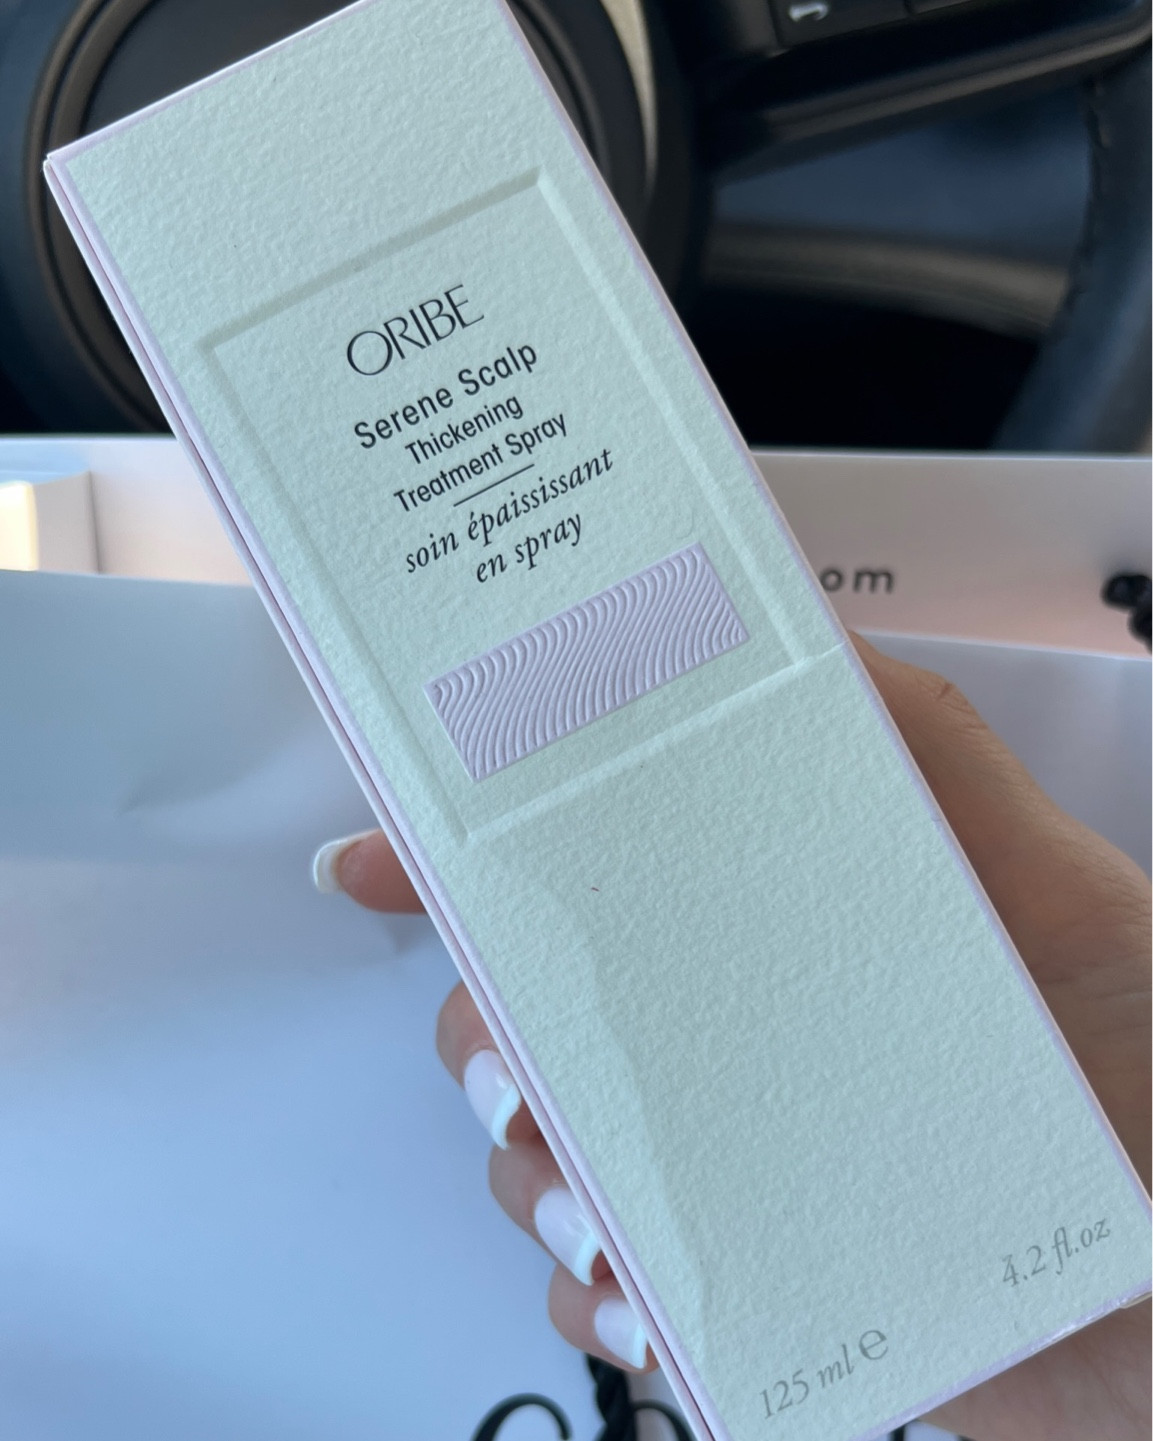 ORIBE
Serene Scalp
Thickening
Treatment Spray
soin épaississant
en spray
om
4.2 fl.oz
125 ml ℮